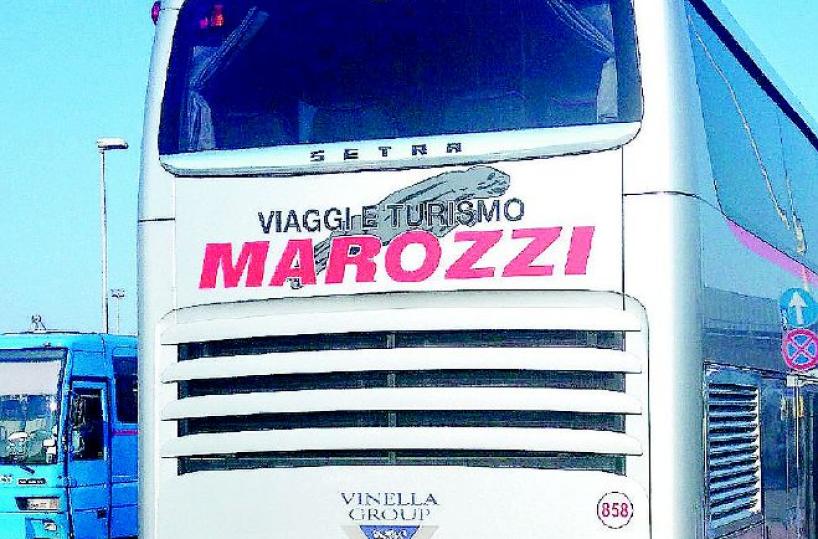 SETRA
VIAGGI E TURISMO
MAROZZI
VINELLA
GROUP
858